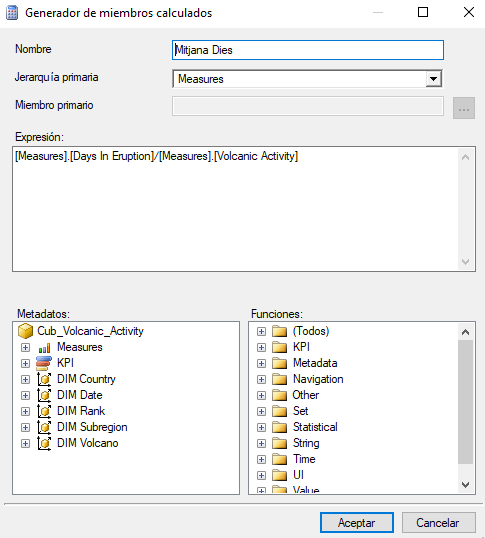 Generador de miembros calculados
Nombre
Mitjana Dies
Jerarquía primaria
Measures
Miembro primario
...
Expresión:
[Measures].[Days In Eruption]/[Measures].[Volcanic Activity]
Metadatos:
Cub_Volcanic_Activity
Measures
KPI
DIM Country
DIM Date
DIM Rank
DIM Subregion
DIM Volcano
Funciones:
(Todos)
KPI
Metadata
Navigation
Other
Set
Statistical
String
Time
UI
Value
Aceptar
Cancelar